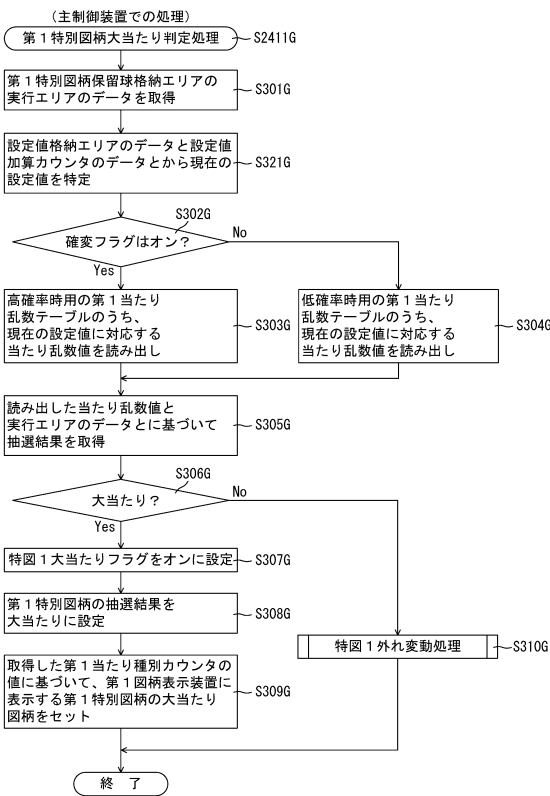 (主制御装置での処理)
第1特別図柄大当たり判定処理
S2411G
第1特別図柄保留球格納エリアの
実行エリアのデータを取得
S301G
設定値格納エリアのデータと設定値
加算カウンタのデータとから現在の
設定値を特定
S321G
S302G
確変フラグはオン?
No
Yes
高確率時用の第1当たり
乱数テーブルのうち、
現在の設定値に対応する
当たり乱数値を読み出し
S303G
低確率時用の第1当たり
乱数テーブルのうち、
現在の設定値に対応する
当たり乱数値を読み出し
S304G
読み出した当たり乱数値と
実行エリアのデータとに基づいて
抽選結果を取得
S305G
S306G
大当たり?
No
Yes
特図1大当たりフラグをオンに設定
S307G
第1特別図柄の抽選結果を
大当たりに設定
S308G
特図1外れ変動処理
S310G
取得した第1当たり種別カウンタの
値に基づいて、第1図柄表示装置に
表示する第1特別図柄の大当たり
図柄をセット
S309G
終 了